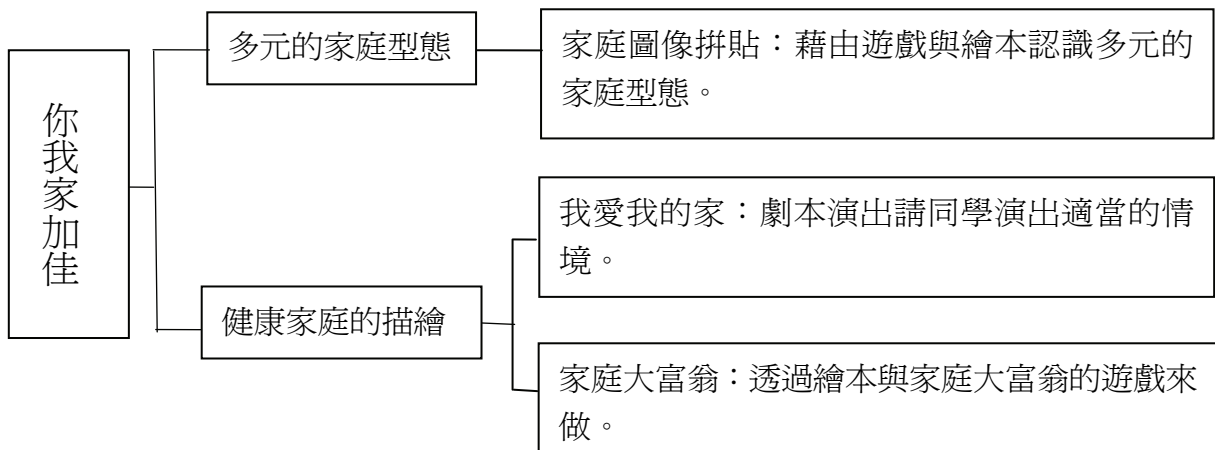 你我家加佳
多元的家庭型態
家庭圖像拚貼：藉由遊戲與繪本認識多元的
家庭型態。
健康家庭的描繪
我愛我的家：劇本演出請同學演出適當的情
境。
家庭大富翁：透過繪本與家庭大富翁的遊戲來
做。